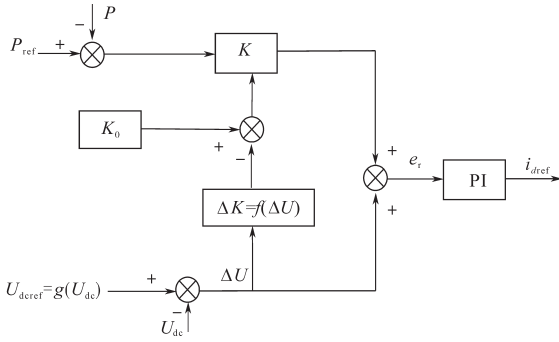 − P
P_ref +
K
K_0
+ −
+
e_r
PI
i_dref
+
ΔK=f(ΔU)
ΔU
U_dcref=g(U_dc) +
−
U_dc